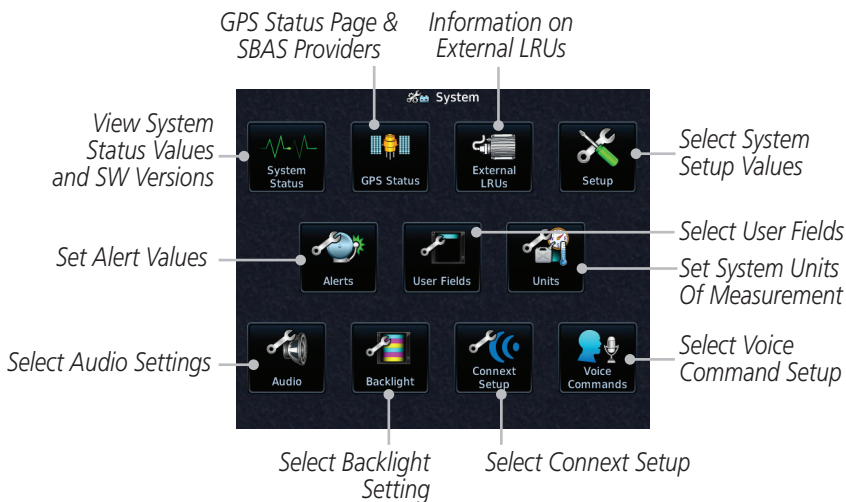 GPS Status Page &
SBAS Providers
Information on
External LRUs
System
View System
Status Values
and SW Versions
System
Status
GPS Status
External
LRUs
Setup
Select System
Setup Values
Set Alert Values
Alerts
User Fields
Units
Select User Fields
Set System Units
Of Measurement
Select Audio Settings
Audio
Backlight
Connext
Setup
Voice
Commands
Select Voice
Command Setup
Select Backlight
Setting
Select Connext Setup